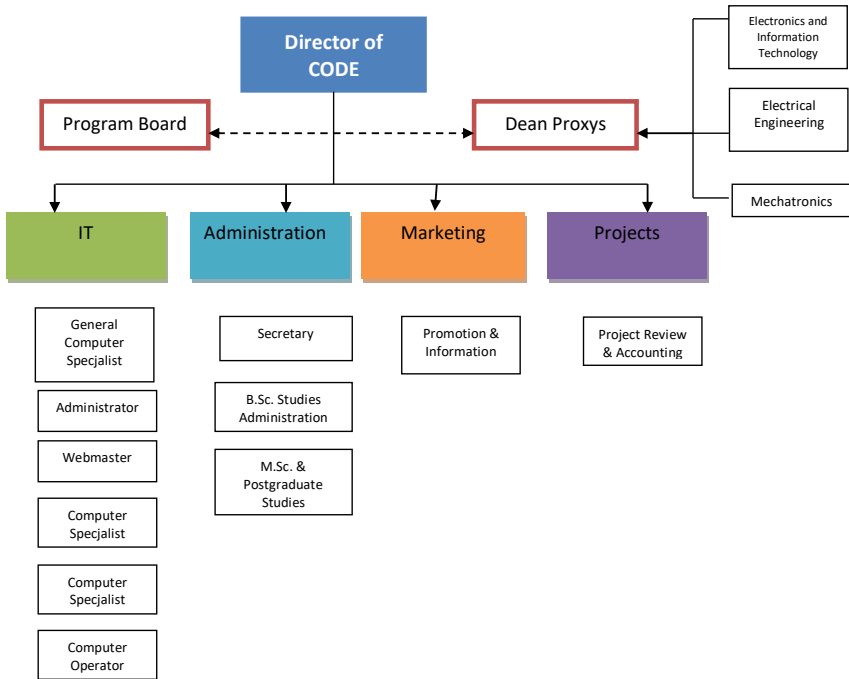 Director of
CODE
Electronics and
Information
Technology
Program Board
Dean Proxys
Electrical
Engineering
Mechatronics
IT
Administration
Marketing
Projects
General
Computer
Specjalist
Administrator
Webmaster
Computer
Specjalist
Computer
Specjalist
Computer
Operator
Secretary
B.Sc. Studies
Administration
M.Sc. &
Postgraduate
Studies
Promotion &
Information
Project Review
& Accounting